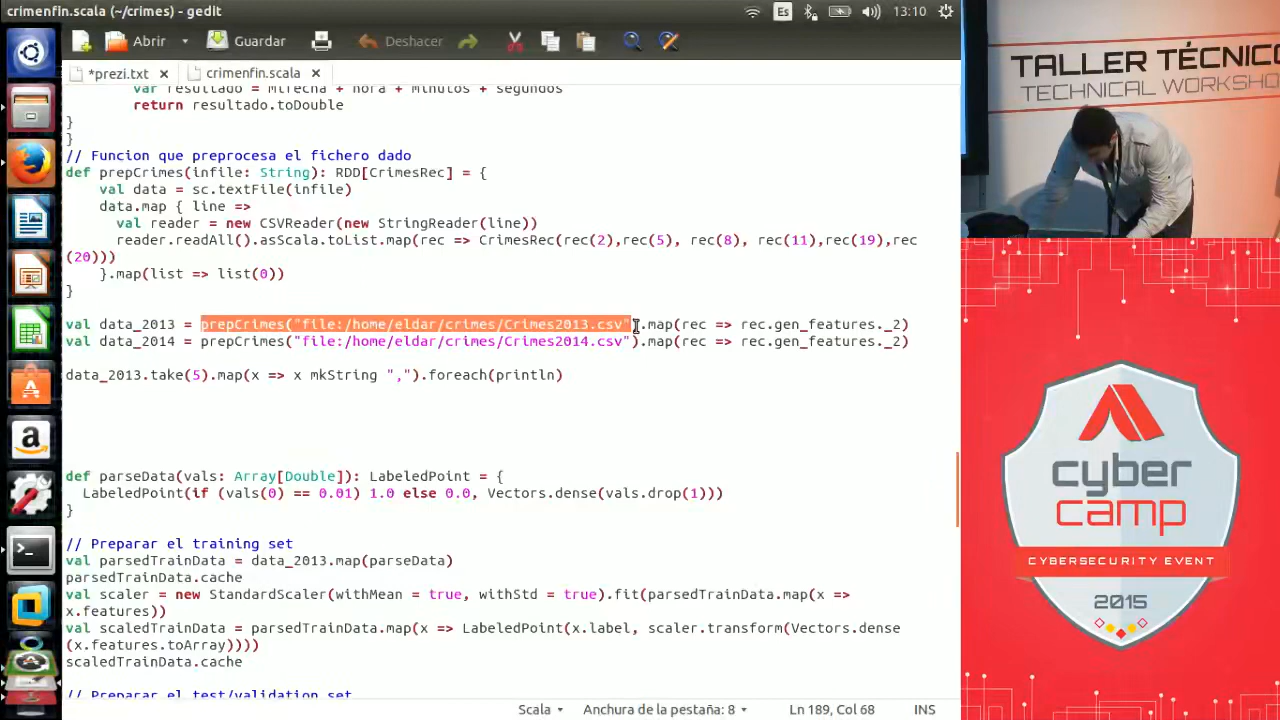 crimenfin.scala (~/crimes) - gedit
Es
13:10
Abrir
Guardar
Deshacer
*prezi.txt
crimenfin.scala
var resultado = mifecha + hora + minutos + segundos
return resultado.toDouble
}
}
// Funcion que preprocesa el fichero dado
def prepCrimes(infile: String): RDD[CrimesRec] = {
val data = sc.textFile(infile)
data.map { line =>
val reader = new CSVReader(new StringReader(line))
reader.readAll().asScala.toList.map(rec => CrimesRec(rec(2),rec(5), rec(8), rec(11),rec(19),rec
(20)))
}.map(list => list(0))
}
val data_2013 = prepCrimes("file:/home/eldar/crimes/Crimes2013.csv").map(rec => rec.gen_features._2)
val data_2014 = prepCrimes("file:/home/eldar/crimes/Crimes2014.csv").map(rec => rec.gen_features._2)
data_2013.take(5).map(x => x mkString ",").foreach(println)
def parseData(vals: Array[Double]): LabeledPoint = {
LabeledPoint(if (vals(0) == 0.01) 1.0 else 0.0, Vectors.dense(vals.drop(1)))
}
// Preparar el training set
val parsedTrainData = data_2013.map(parseData)
parsedTrainData.cache
val scaler = new StandardScaler(withMean = true, withStd = true).fit(parsedTrainData.map(x =>
x.features))
val scaledTrainData = parsedTrainData.map(x => LabeledPoint(x.label, scaler.transform(Vectors.dense
(x.features.toArray))))
scaledTrainData.cache
// Preparar el test/validation set
Scala
Anchura de la pestaña: 8
Ln 189, Col 68
INS
TALLER TÉCNICO
TECHNICAL WORKSHO
cyber
camp
CYBERSECURITY EVENT
2015